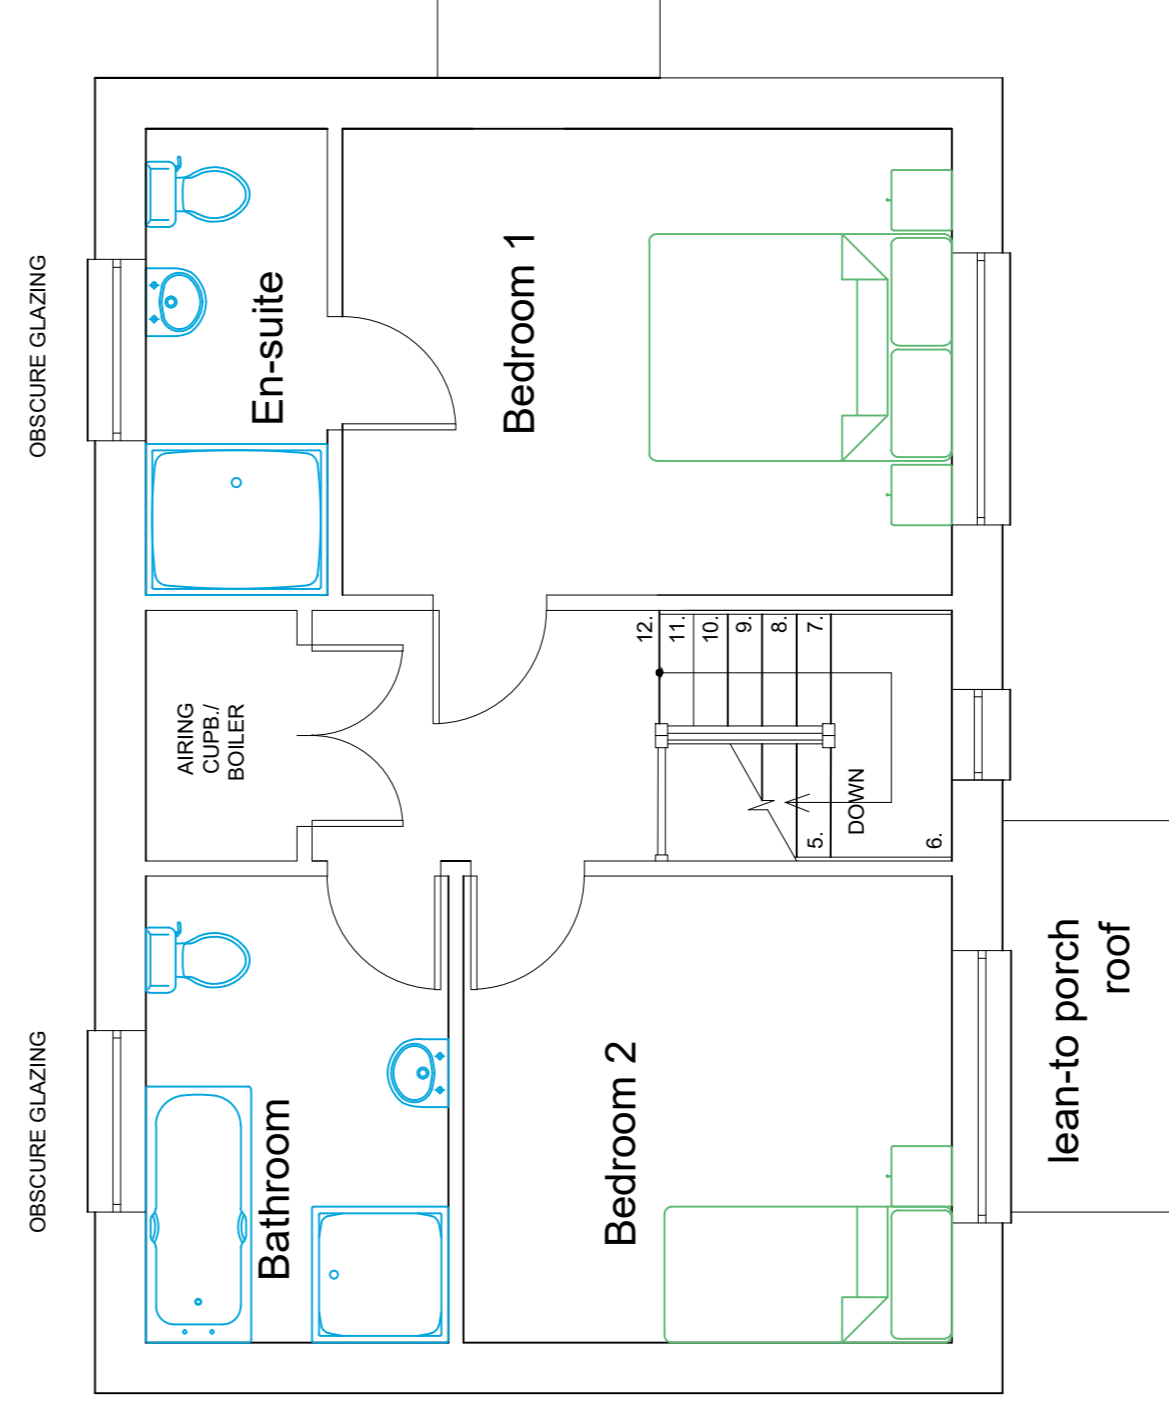 OBSCURE GLAZING
OBSCURE GLAZING
En-suite
Bathroom
AIRING
CUPB./
BOILER
Bedroom 1
Bedroom 2
12.
11.
10.
9.
8.
7.
5.
DOWN
6.
lean-to porch
roof